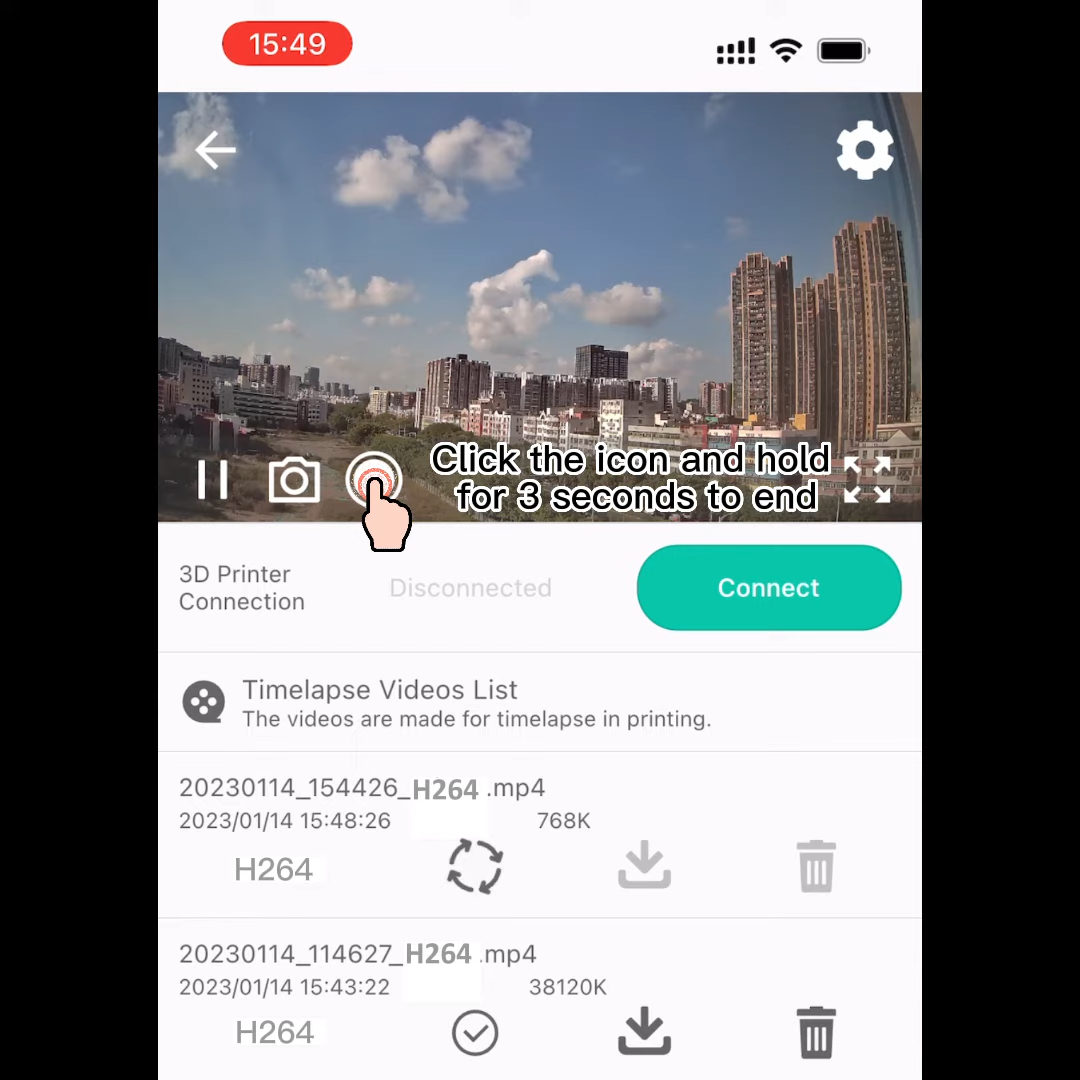 15:49
Click the icon and hold
for 3 seconds to end
3D Printer
Connection
Disconnected
Connect
Timelapse Videos List
The videos are made for timelapse in printing.
20230114_154426_H264 .mp4
2023/01/14 15:48:26 768K
H264
20230114_114627_H264 .mp4
2023/01/14 15:43:22 38120K
H264